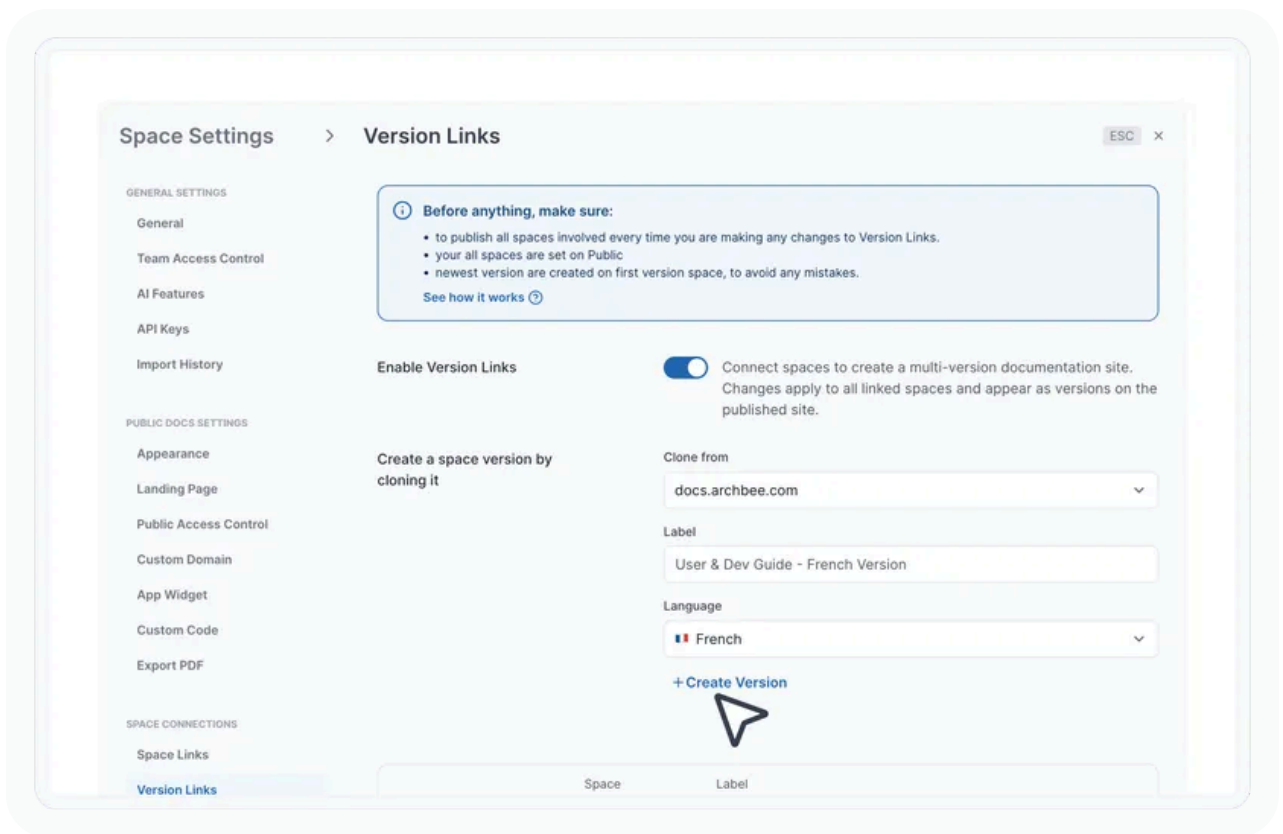 Space Settings
Version Links
ESC
GENERAL SETTINGS
General
Team Access Control
AI Features
API Keys
Import History
PUBLIC DOCS SETTINGS
Appearance
Landing Page
Public Access Control
Custom Domain
App Widget
Custom Code
Export PDF
SPACE CONNECTIONS
Space Links
Version Links
Before anything, make sure:
• to publish all spaces involved every time you are making any changes to Version Links.
• your all spaces are set on Public
• newest version are created on first version space, to avoid any mistakes.
See how it works
Enable Version Links
Connect spaces to create a multi-version documentation site.
Changes apply to all linked spaces and appear as versions on the
published site.
Create a space version by
cloning it
Clone from
docs.archbee.com
Label
User & Dev Guide - French Version
Language
French
+ Create Version
Space
Label